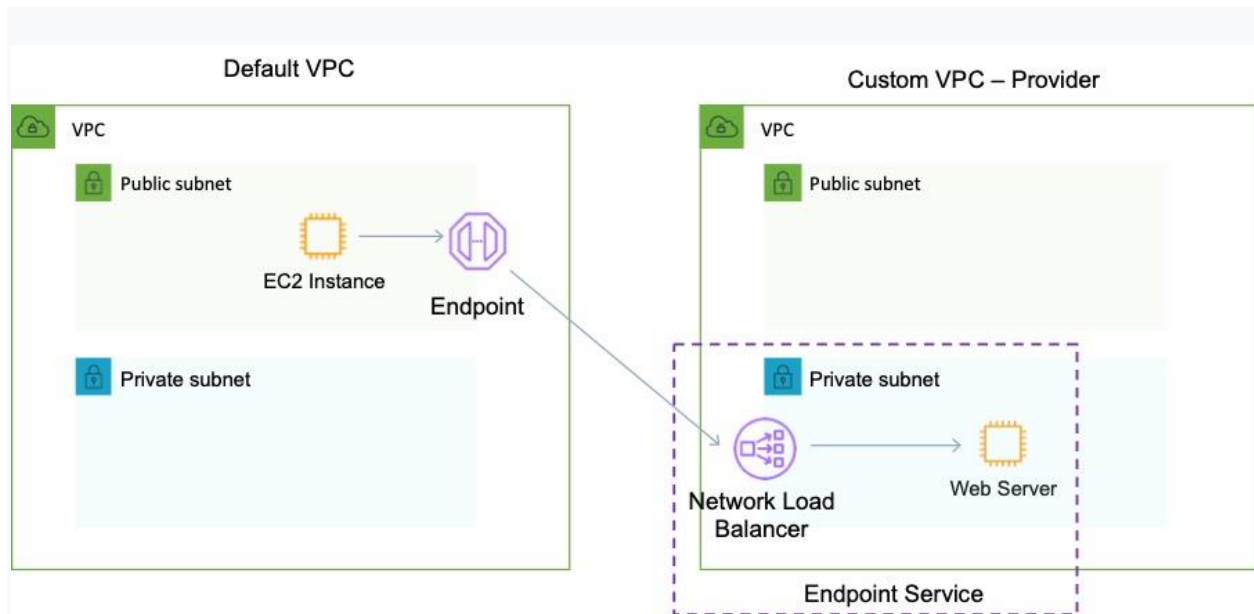 Default VPC
Custom VPC – Provider
VPC
VPC
Public subnet
Public subnet
EC2 Instance
Endpoint
Private subnet
Private subnet
Network Load
Balancer
Web Server
Endpoint Service